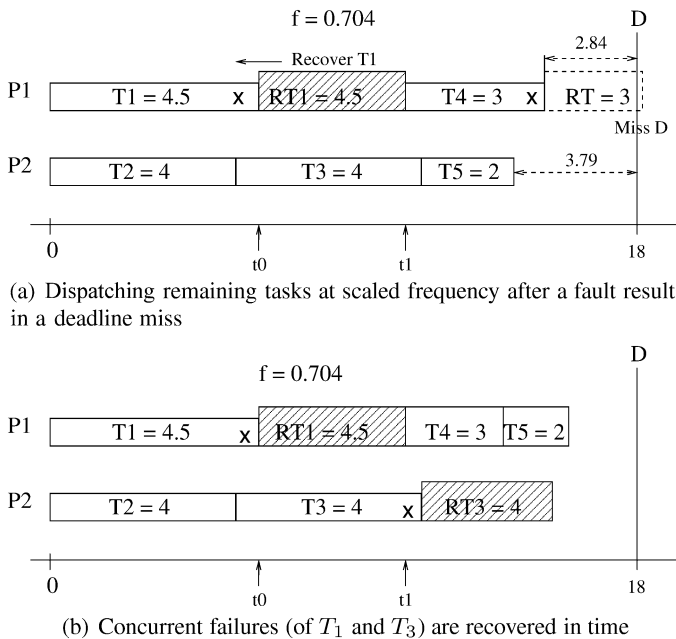 f = 0.704
D
2.84
Recover T1
P1
T1 = 4.5
x
RT1 = 4.5
T4 = 3
x
RT = 3
Miss D
P2
T2 = 4
T3 = 4
T5 = 2
3.79
0
t0
t1
18
(a) Dispatching remaining tasks at scaled frequency after a fault result
in a deadline miss
D
f = 0.704
P1
T1 = 4.5
x
RT1 = 4.5
T4 = 3
T5 = 2
P2
T2 = 4
T3 = 4
x
RT3 = 4
0
t0
t1
18
(b) Concurrent failures (of T₁ and T₃) are recovered in time